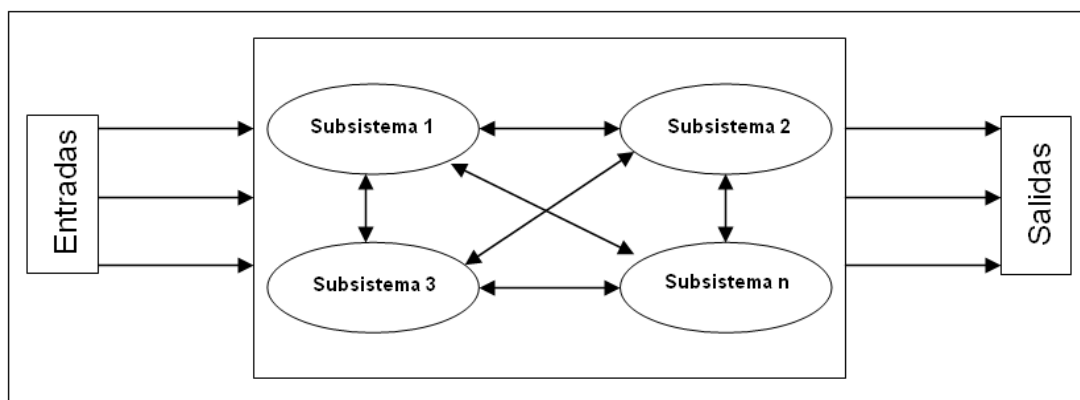 Entradas
Subsistema 1
Subsistema 2
Subsistema 3
Subsistema n
Salidas